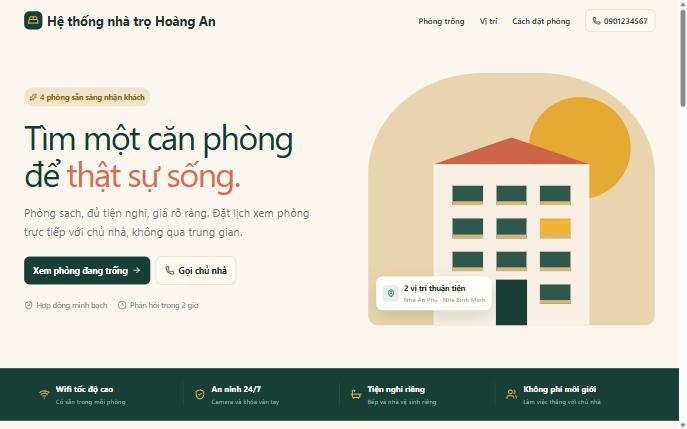 Hệ thống nhà trọ Hoàng An
Phòng trống
Vị trí
Cách đặt phòng
0901234567
4 phòng sẵn sàng nhận khách
Tìm một căn phòng
để thật sự sống.
Phòng sạch, đủ tiện nghi, giá rõ ràng. Đặt lịch xem phòng
trực tiếp với chủ nhà, không qua trung gian.
Xem phòng đang trống →
Gọi chủ nhà
Hợp đồng minh bạch
Phản hồi trong 2 giờ
2 vị trí thuận tiện
Nhà An Phú · Nhà Bình Minh
Wifi tốc độ cao
Có sẵn trong mỗi phòng
An ninh 24/7
Camera và khóa vân tay
Tiện nghi riêng
Bếp và nhà vệ sinh riêng
Không phí môi giới
Làm việc thẳng với chủ nhà